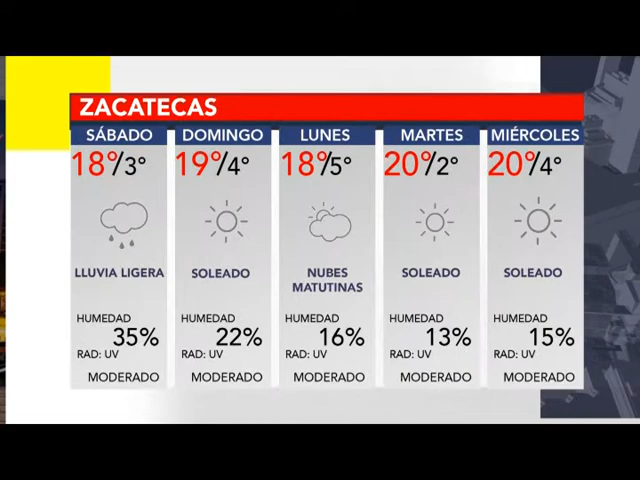 ZACATECAS
SÁBADO
18°/3°
LLUVIA LIGERA
HUMEDAD
35%
RAD: UV
MODERADO
DOMINGO
19°/4°
SOLEADO
HUMEDAD
22%
RAD: UV
MODERADO
LUNES
18°/5°
NUBES
MATUTINAS
HUMEDAD
16%
RAD: UV
MODERADO
MARTES
20°/2°
SOLEADO
HUMEDAD
13%
RAD: UV
MODERADO
MIÉRCOLES
20°/4°
SOLEADO
HUMEDAD
15%
RAD: UV
MODERADO